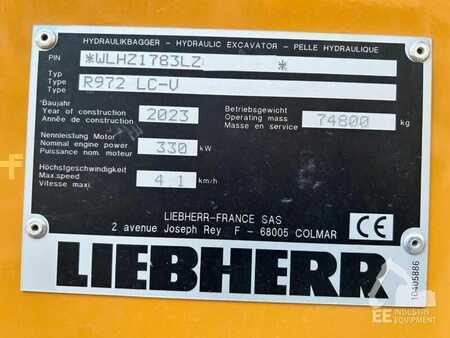 HYDRAULIKBAGGER - HYDRAULIC EXCAVATOR - PELLE HYDRAULIQUE
PIN *WLHZ1783LZ *
Typ
Type R972 LC-V
Type
Baujahr
Year of construction 2023
Année de construction
Betriebsgewicht
Operating mass 74800 kg
Masse en service
Nennleistung Motor
Nominal engine power 330 kW
Puissance nom. moteur
Höchstgeschwindigkeit
Max.speed 4.1 km/h
Vitesse maxi.
LIEBHERR-FRANCE SAS
2 avenue Joseph Rey F - 68005 COLMAR
CE
LIEBHERR
10405886
EE INDUSTRY
EQUIPMENT